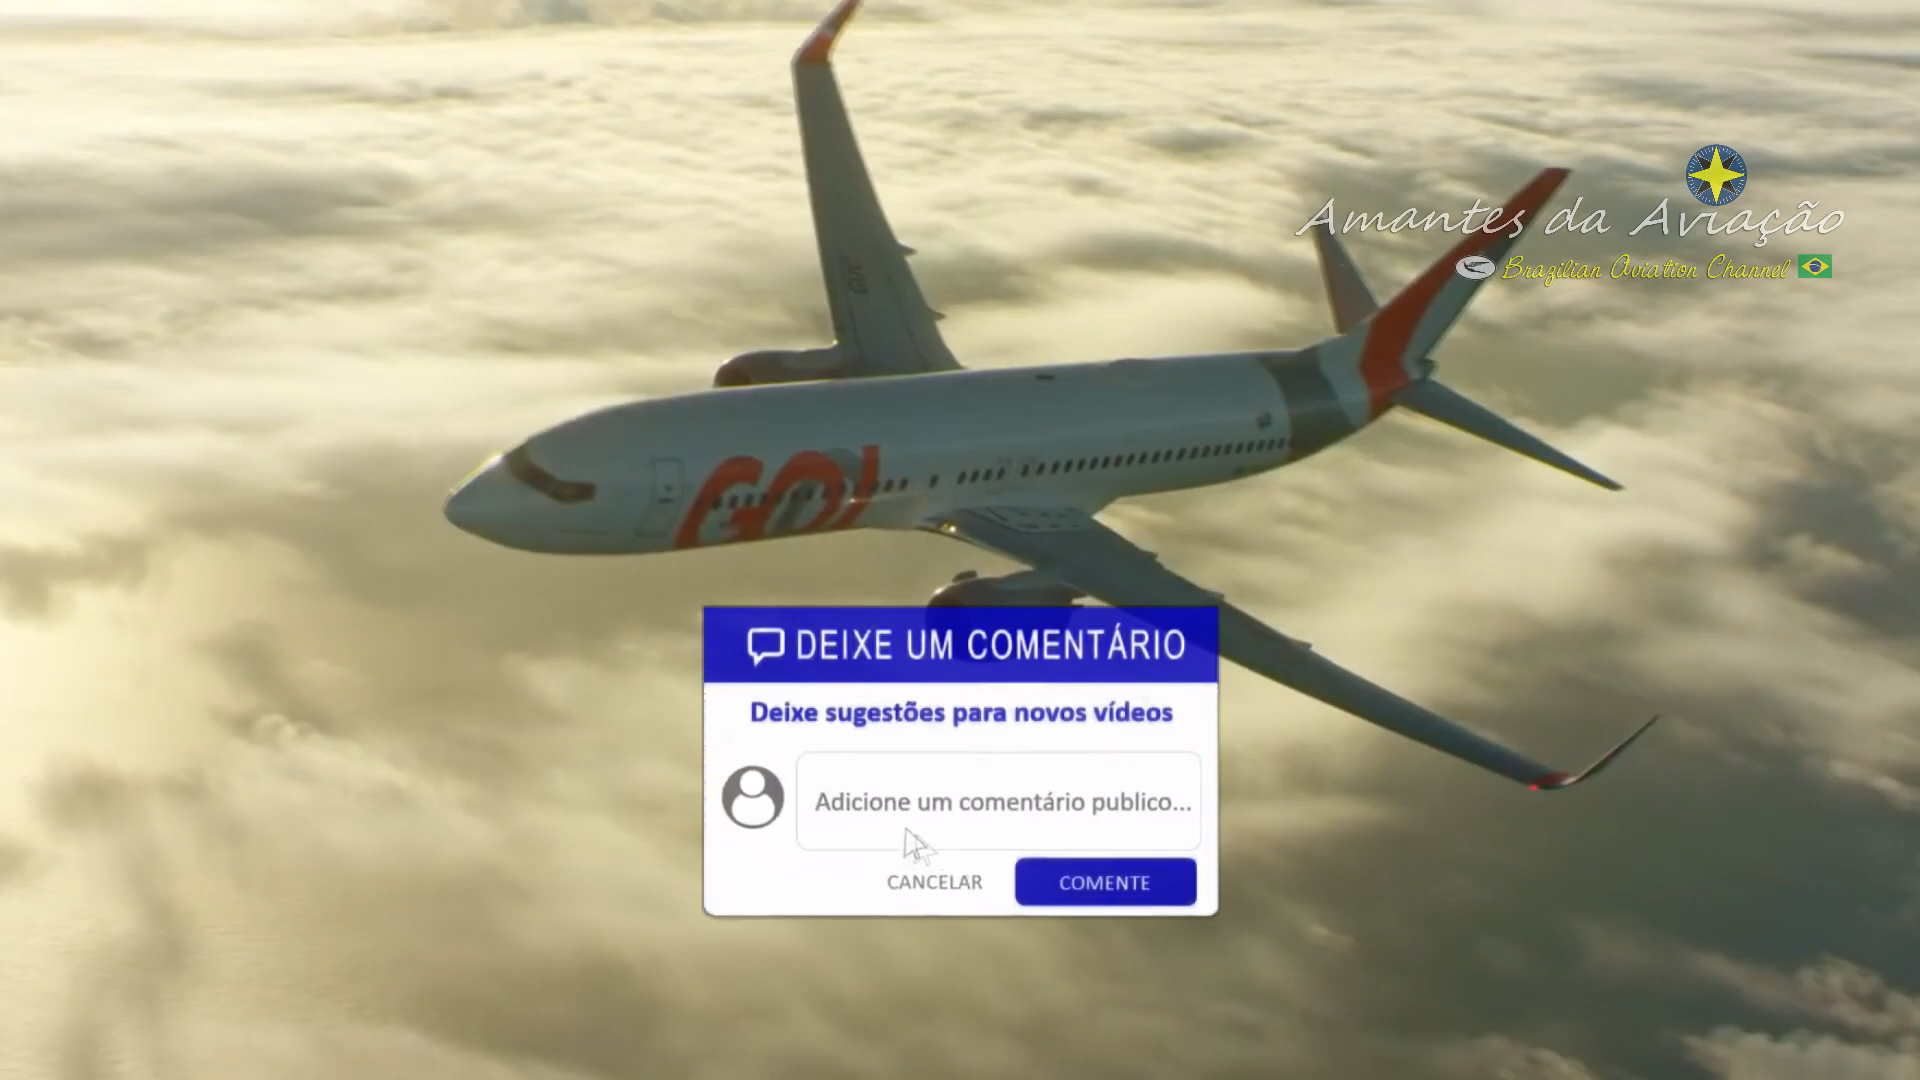 Amantes da Aviação
Brazilian Aviation Channel
GOL
DEIXE UM COMENTÁRIO
Deixe sugestões para novos vídeos
Adicione um comentário publico...
CANCELAR
COMENTE